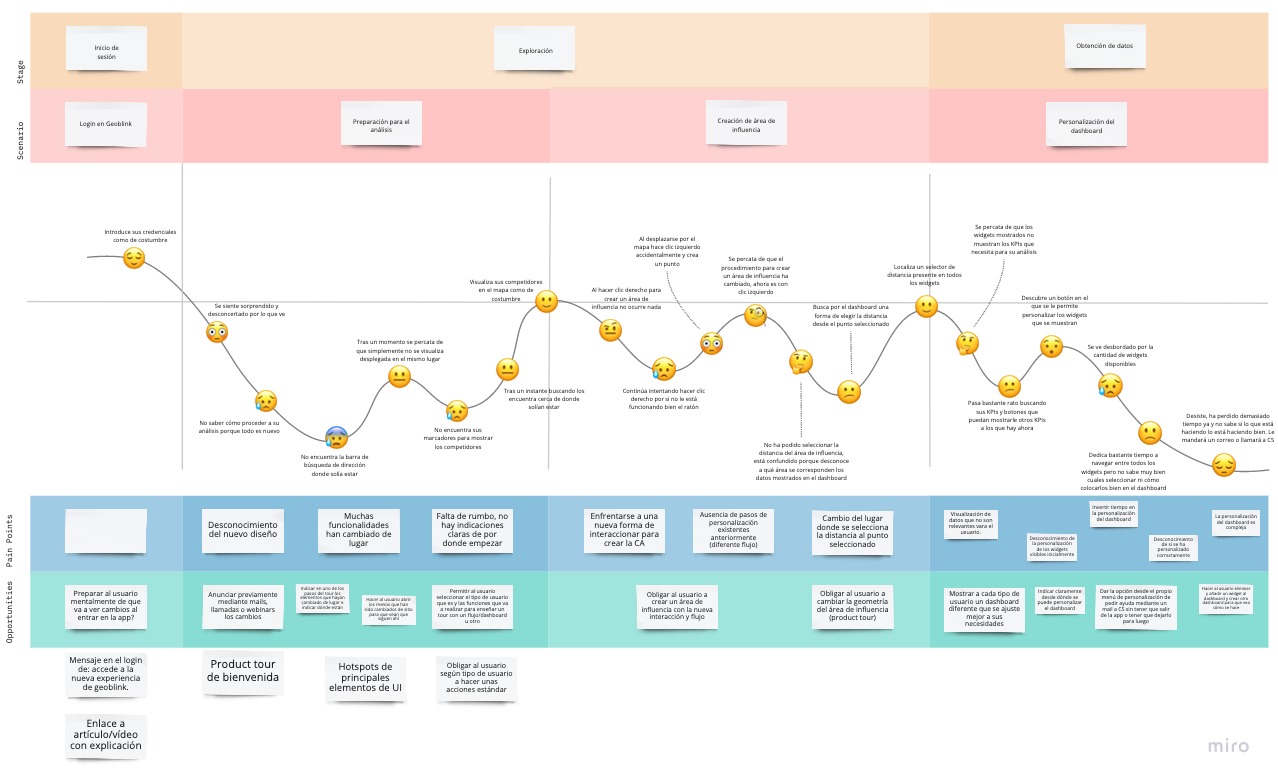 Stage
Inicio de
sesión
Exploración
Obtención de datos
Scenario
Login en Geoblink
Preparación para el
análisis
Creación de área de
influencia
Personalización del
dashboard
Introduce sus credenciales
como de costumbre
Se siente sorprendido y
desconcertado por lo que ve
No saber cómo proceder a su
análisis porque todo es nuevo
No encuentra la barra de
búsqueda de dirección
donde solía estar
Tras un momento se percata de
que simplemente no se visualiza
desplegada en el mismo lugar
No encuentra sus
marcadores para mostrar
los competidores
Tras un instante buscando los
encuentra cerca de donde
solían estar
Visualiza sus competidores
en el mapa como de
costumbre
Al hacer clic derecho para
crear un área de
influencia no ocurre nada
Continúa intentando hacer clic
derecho por si no le está
funcionando bien el ratón
Al desplazarse por el
mapa hace clic izquierdo
accidentalmente y crea
un punto
Se percata de que el
procedimiento para crear
un área de influencia ha
cambiado, ahora es con
clic izquierdo
No ha podido seleccionar la
distancia del área de influencia,
está confundido porque desconoce
a qué área se corresponden los
datos mostrados en el dashboard
Busca por el dashboard una
forma de elegir la distancia
desde el punto seleccionado
Localiza un selector de
distancia presente en todos
los widgets
Se percata de que los
widgets mostrados no
muestran los KPIs que
necesita para su análisis
Pasa bastante rato buscando
sus KPIs y botones que
puedan mostrarle otros KPIs
a los que hay ahora
Descubre un botón en el
que se le permite
personalizar los widgets
que se muestran
Se ve desbordado por la
cantidad de widgets
disponibles
Dedica bastante tiempo a
navegar entre todos los
widgets pero no sabe muy bien
cuales seleccionar ni cómo
colocarlos bien en el dashboard
Desiste, ha perdido demasiado
tiempo ya y no sabe si lo que está
haciendo lo está haciendo bien. Le
mandará un correo o llamará a CS
Pain Points
Desconocimiento
del nuevo diseño
Muchas
funcionalidades
han cambiado de
lugar
Falta de rumbo, no
hay indicaciones
claras de por
donde empezar
Enfrentarse a una
nueva forma de
interaccionar para
crear la CA
Ausencia de pasos de
personalización
existentes
anteriormente
(diferente flujo)
Cambio del lugar
donde se selecciona
la distancia al punto
seleccionado
Visualización de
datos que no son
relevantes vara el
usuario.
Desconocimiento de
la personalización
de los widgets
visibles inicialmente
Invertir tiempo en
la personalización
del dashboard
Desconocimiento
de si se ha
personalizado
correctamente
La personalización
del dashboard es
compleja
Opportunities
Preparar al usuario
mentalmente de que
va a ver cambios al
entrar en la app?
Anunciar previamente
mediante mails,
llamadas o webinars
los cambios
Indicar en uno de los
pasos del tour los
elementos que hayan
cambiado de lugar e
indicar dónde están
Hacer al usuario abrir
los menús que han
sido cambiados de sitio
para que vean que
siguen ahí
Permitir al usuario
seleccionar el tipo de usuario
que es y las funciones que va
a realizar para enseñar un
tour con un flujo/dashboard
u otro
Obligar al usuario a
crear un área de
influencia con la nueva
interacción y flujo
Obligar al usuario a
cambiar la geometría
del área de influencia
(product tour)
Mostrar a cada tipo de
usuario un dashboard
diferente que se ajuste
mejor a sus
necesidades
Indicar claramente
desde dónde se
puede personalizar
el dashboard
Dar la opción desde el propio
menú de personalización de
pedir ayuda mediante un
mail a CS sin tener que salir
de la app o tener que dejarlo
para luego
Hacer al usuario eliminar
y añadir un widget al
dashboard y crear otro
dashboard para que vea
cómo se hace
Mensaje en el login
de: accede a la
nueva experiencia
de geoblink.
Product tour
de bienvenida
Hotspots de
principales
elementos de UI
Obligar al usuario
según tipo de usuario
a hacer unas
acciones estándar
Enlace a
artículo/vídeo
con explicación
miro